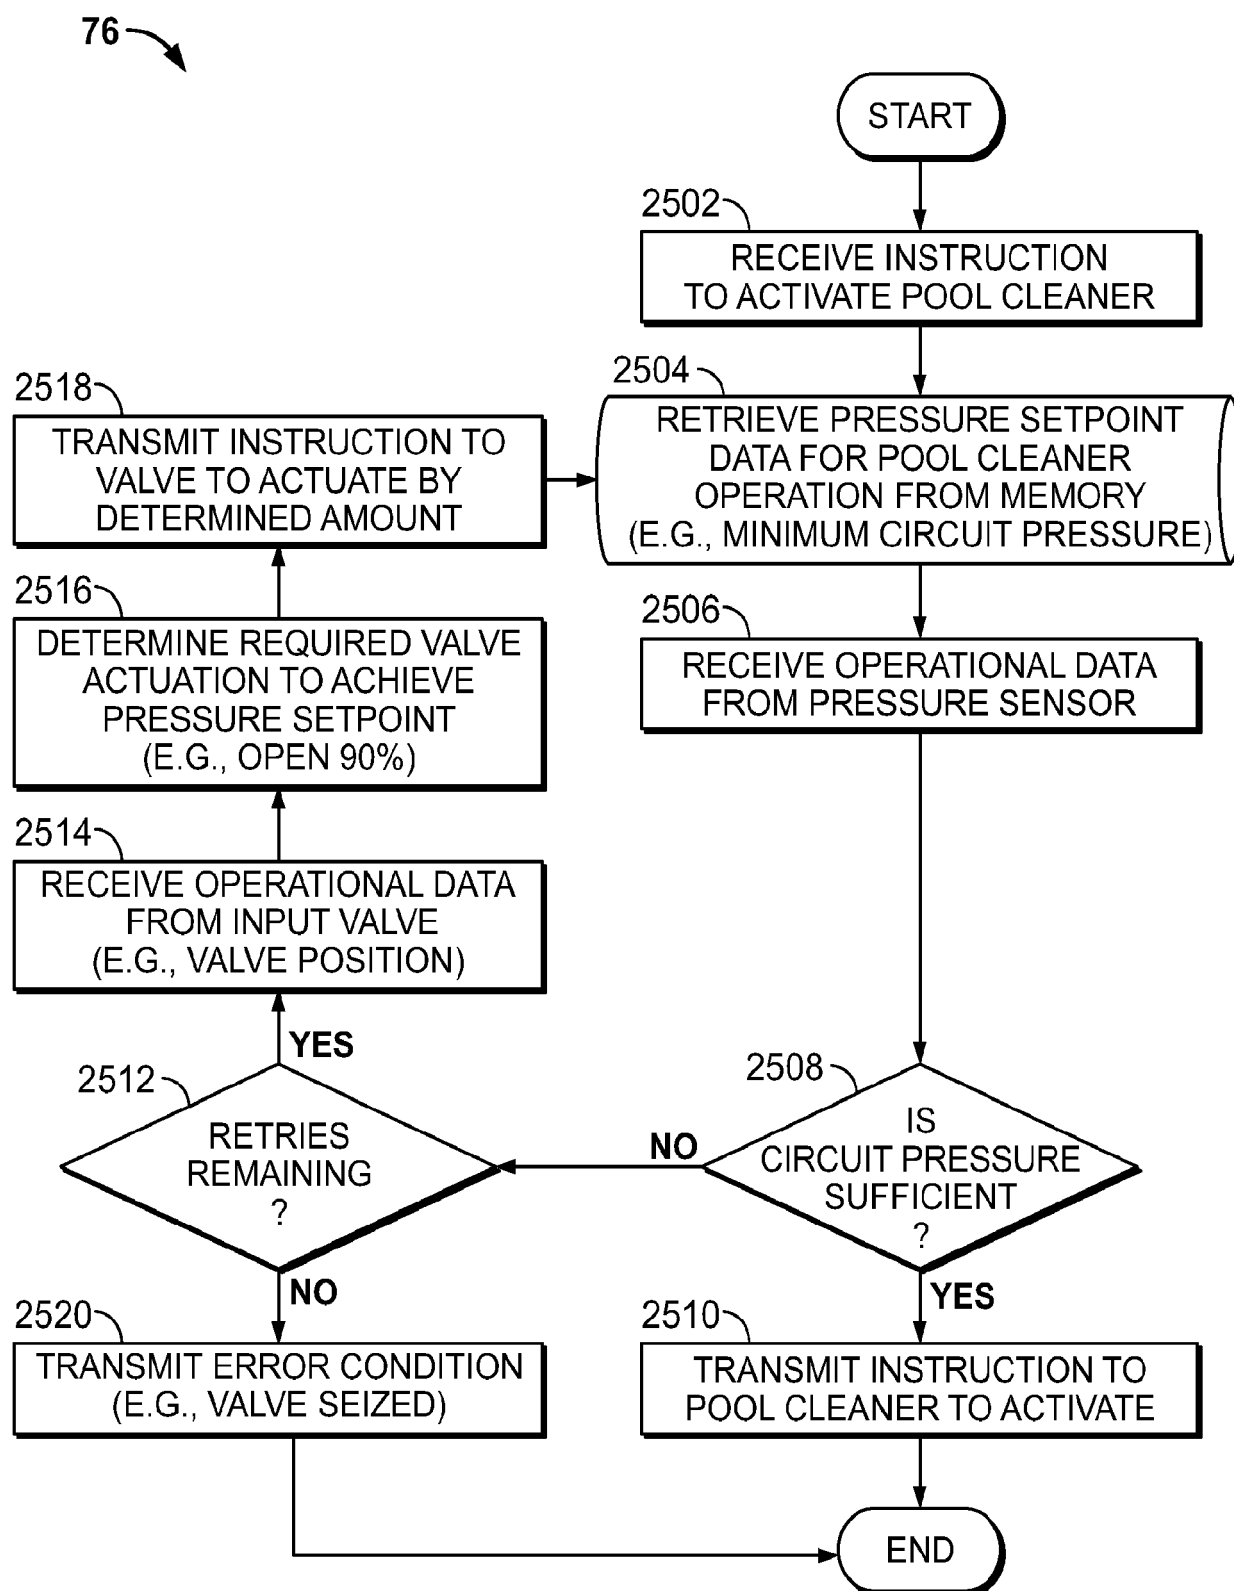 76
START
2502
RECEIVE INSTRUCTION
TO ACTIVATE POOL CLEANER
2504
RETRIEVE PRESSURE SETPOINT
DATA FOR POOL CLEANER
OPERATION FROM MEMORY
(E.G., MINIMUM CIRCUIT PRESSURE)
2506
RECEIVE OPERATIONAL DATA
FROM PRESSURE SENSOR
2508
IS
CIRCUIT PRESSURE
SUFFICIENT
?
NO
YES
2510
TRANSMIT INSTRUCTION TO
POOL CLEANER TO ACTIVATE
2512
RETRIES
REMAINING
?
YES
NO
2514
RECEIVE OPERATIONAL DATA
FROM INPUT VALVE
(E.G., VALVE POSITION)
2516
DETERMINE REQUIRED VALVE
ACTUATION TO ACHIEVE
PRESSURE SETPOINT
(E.G., OPEN 90%)
2518
TRANSMIT INSTRUCTION TO
VALVE TO ACTUATE BY
DETERMINED AMOUNT
2520
TRANSMIT ERROR CONDITION
(E.G., VALVE SEIZED)
END